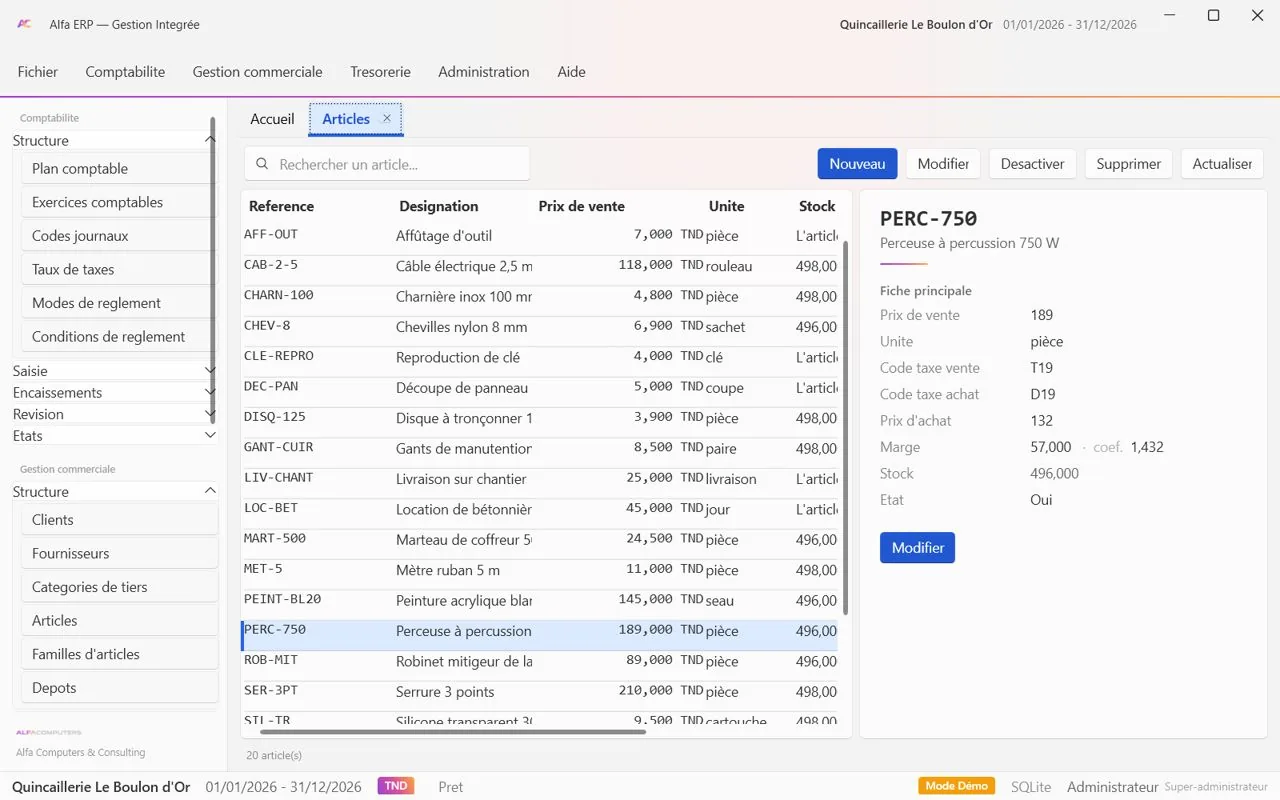 AC Alfa ERP — Gestion Integrée
Quincaillerie Le Boulon d'Or 01/01/2026 - 31/12/2026
Fichier Comptabilite Gestion commerciale Tresorerie Administration Aide
Comptabilite
Structure
Plan comptable
Exercices comptables
Codes journaux
Taux de taxes
Modes de reglement
Conditions de reglement
Saisie
Encaissements
Revision
Etats
Gestion commerciale
Structure
Clients
Fournisseurs
Categories de tiers
Articles
Familles d'articles
Depots
ALFACOMPUTERS
Alfa Computers & Consulting
Accueil Articles
Rechercher un article...
Nouveau Modifier Desactiver Supprimer Actualiser
Reference Designation Prix de vente Unite Stock
AFF-OUT Affûtage d'outil 7,000 TND pièce L'articl
CAB-2-5 Câble électrique 2,5 m 118,000 TND rouleau 498,00
CHARN-100 Charnière inox 100 mr 4,800 TND pièce 498,00
CHEV-8 Chevilles nylon 8 mm 6,900 TND sachet 496,00
CLE-REPRO Reproduction de clé 4,000 TND clé L'articl
DEC-PAN Découpe de panneau 5,000 TND coupe L'articl
DISQ-125 Disque à tronçonner 1 3,900 TND pièce 498,00
GANT-CUIR Gants de manutention 8,500 TND paire 498,00
LIV-CHANT Livraison sur chantier 25,000 TND livraison L'articl
LOC-BET Location de bétonnièr 45,000 TND jour L'articl
MART-500 Marteau de coffreur 5 24,500 TND pièce 496,00
MET-5 Mètre ruban 5 m 11,000 TND pièce 496,00
PEINT-BL20 Peinture acrylique blar 145,000 TND seau 496,00
PERC-750 Perceuse à percussion 189,000 TND pièce 496,00
ROB-MIT Robinet mitigeur de la 89,000 TND pièce 496,00
SER-3PT Serrure 3 points 210,000 TND pièce 498,00
SIL-TR Silicone transparent 30 9,500 TND cartouche 498,00
20 article(s)
PERC-750
Perceuse à percussion 750 W
Fiche principale
Prix de vente 189
Unite pièce
Code taxe vente T19
Code taxe achat D19
Prix d'achat 132
Marge 57,000 · coef. 1,432
Stock 496,000
Etat Oui
Modifier
Quincaillerie Le Boulon d'Or 01/01/2026 - 31/12/2026 TND Pret
Mode Démo SQLite Administrateur Super-administrateur